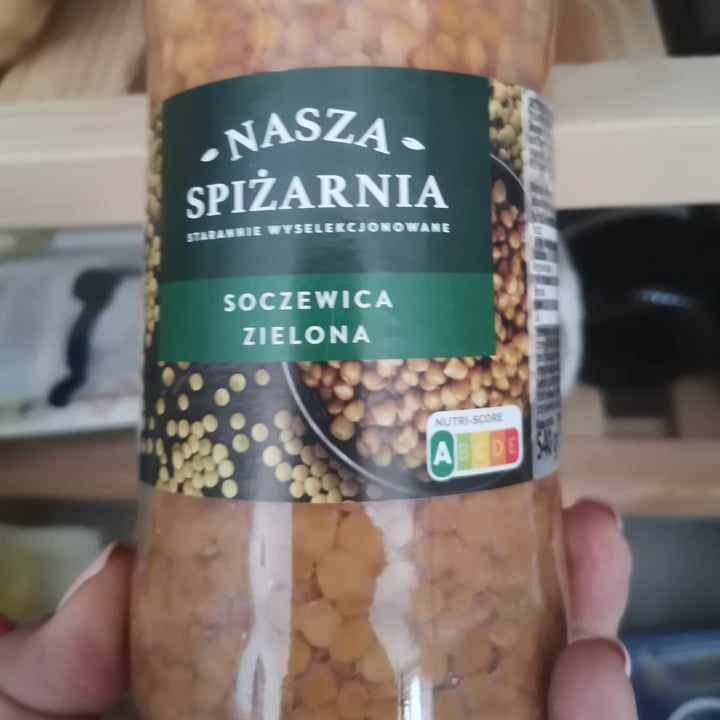 NASZA
SPIŻARNIA
STARANNIE WYSELEKCJONOWANE
SOCZEWICA
ZIELONA
NUTRI-SCORE
A B C D E
540 g